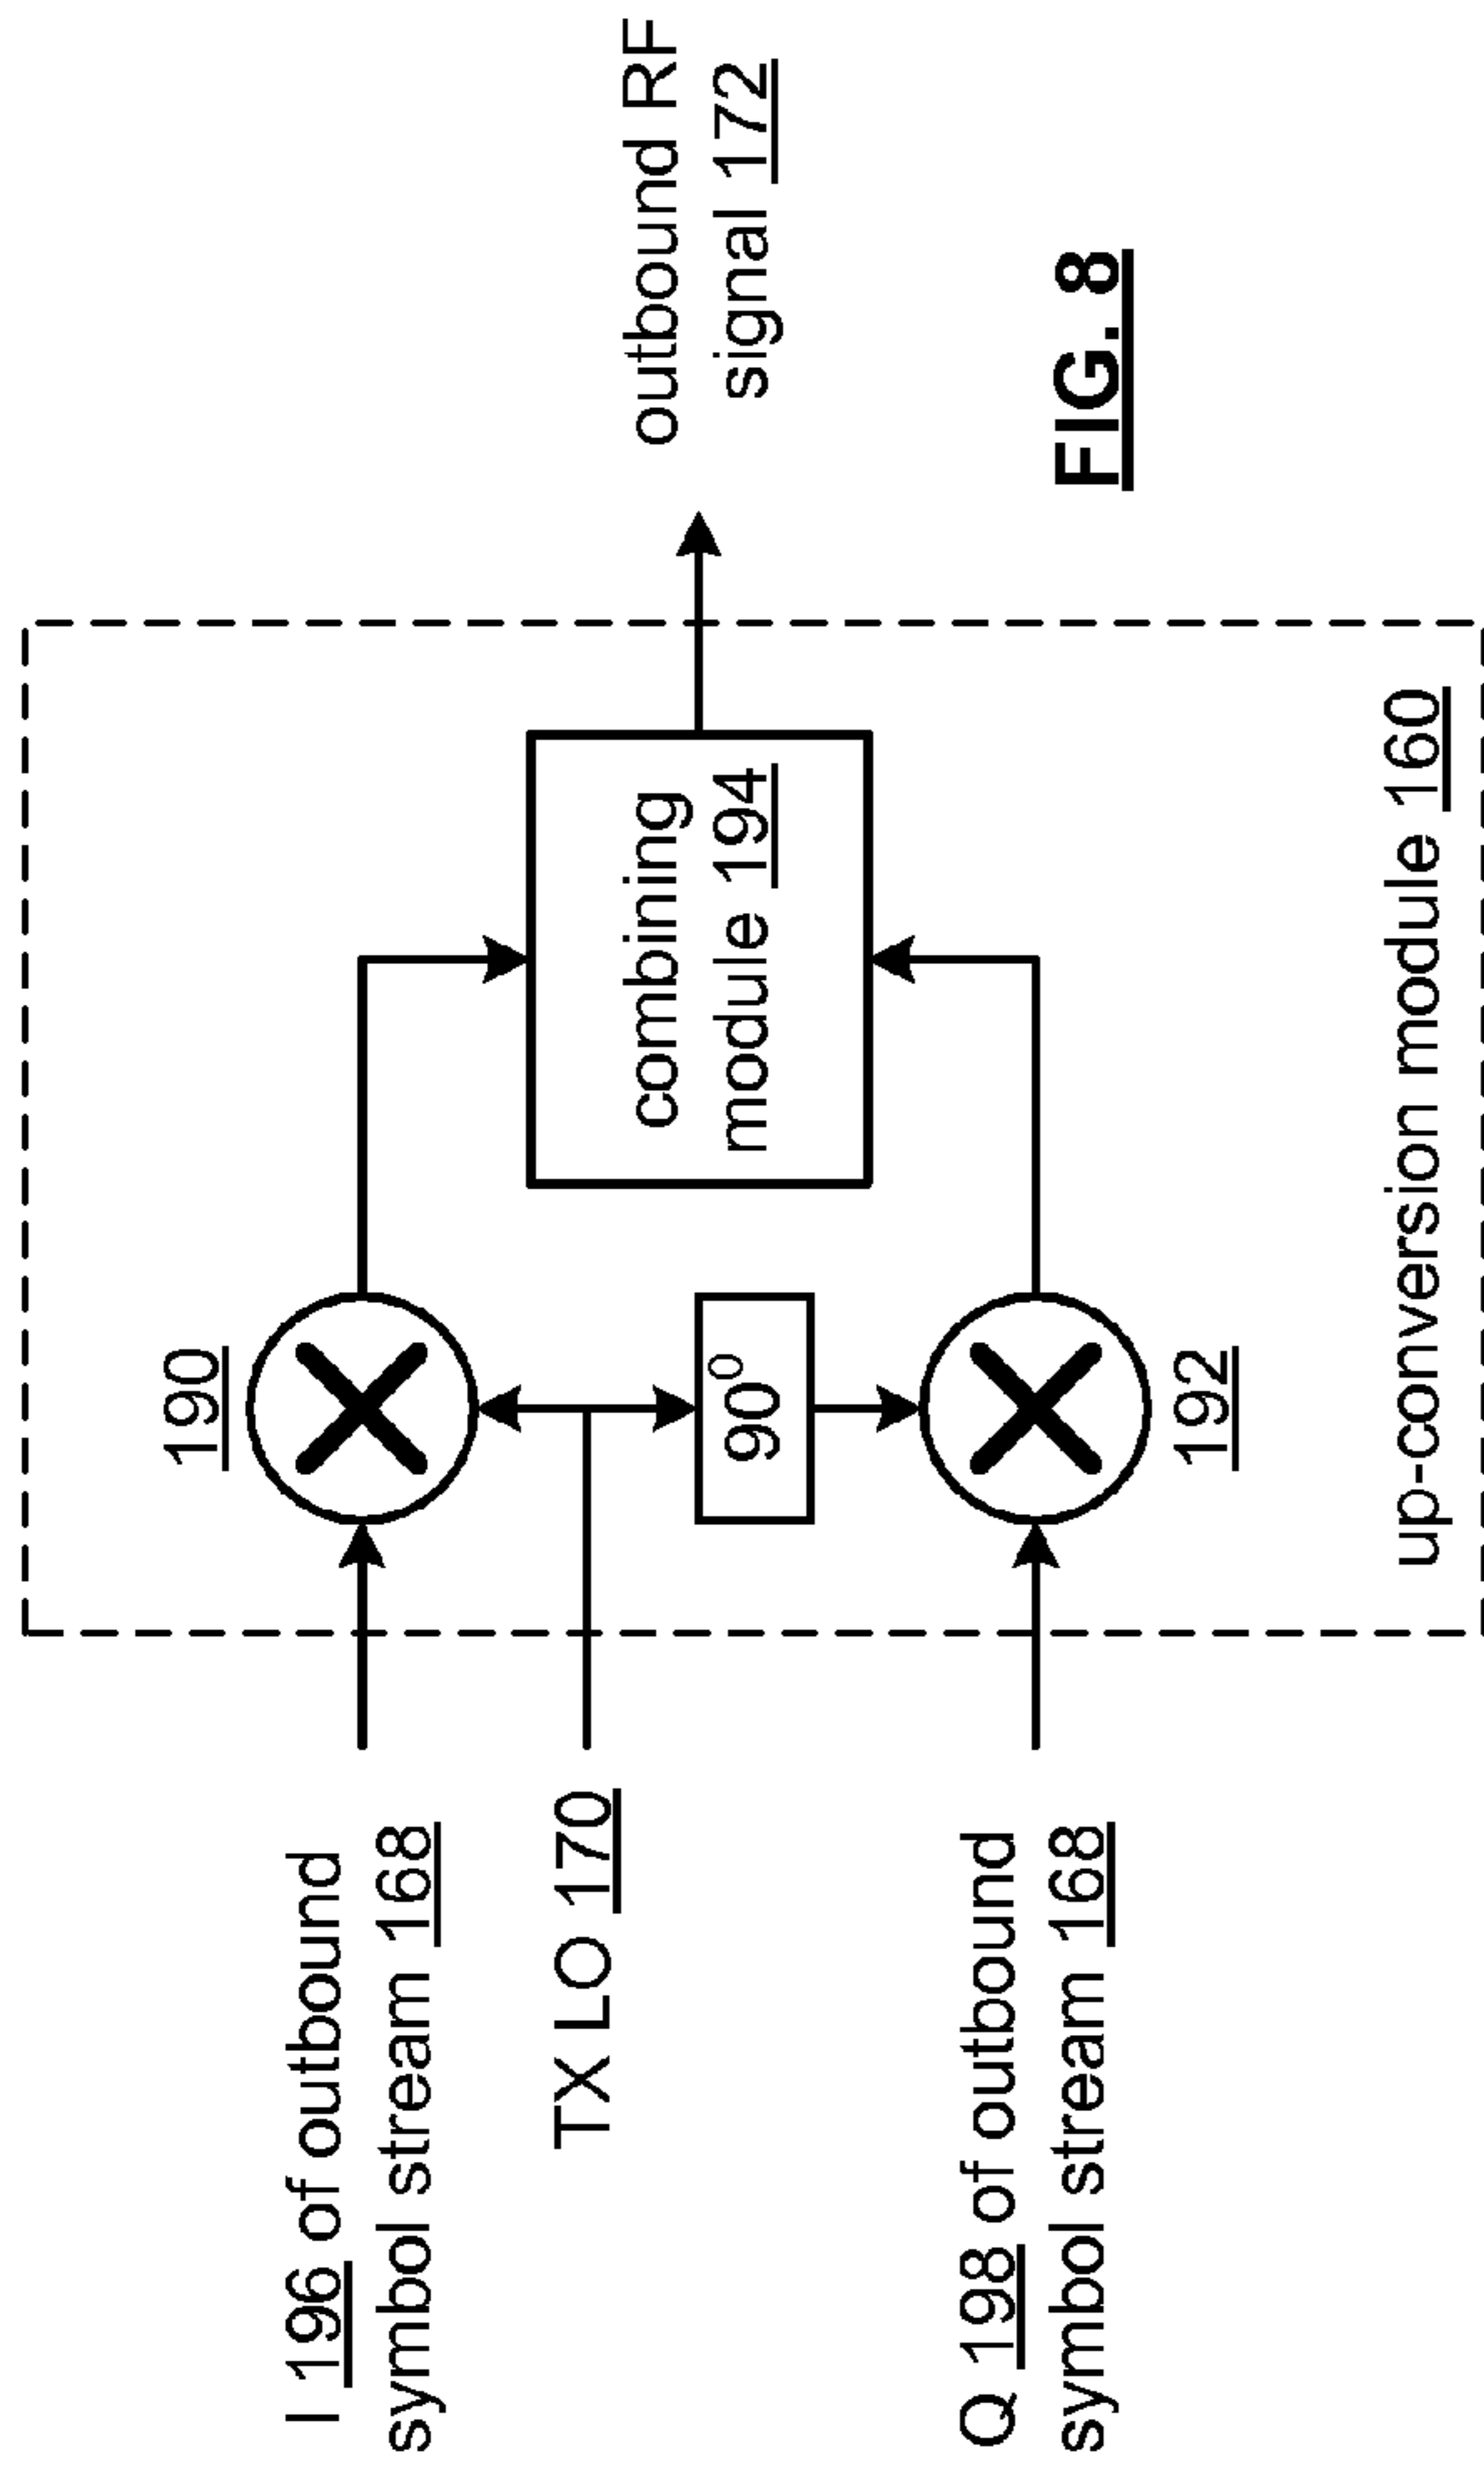 190
I 196 of outbound
symbol stream 168
TX LO 170
90⁰
combining
module 194
outbound RF
signal 172
Q 198 of outbound
symbol stream 168
192
up-conversion module 160
FIG. 8